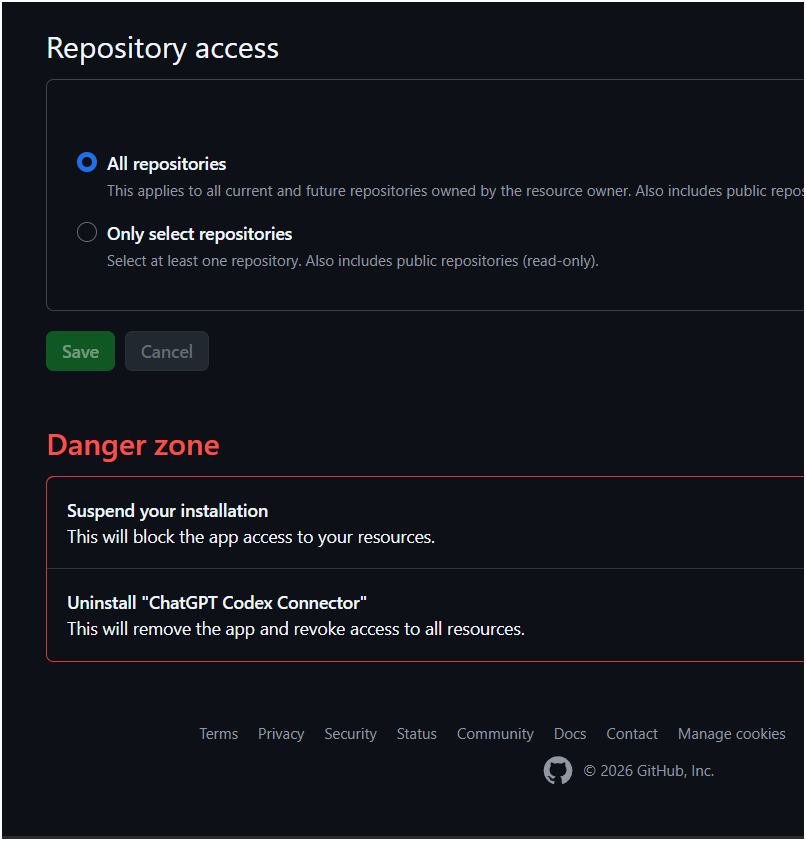 Repository access
All repositories
This applies to all current and future repositories owned by the resource owner. Also includes public repos
Only select repositories
Select at least one repository. Also includes public repositories (read-only).
Save Cancel
Danger zone
Suspend your installation
This will block the app access to your resources.
Uninstall "ChatGPT Codex Connector"
This will remove the app and revoke access to all resources.
Terms Privacy Security Status Community Docs Contact Manage cookies
© 2026 GitHub, Inc.